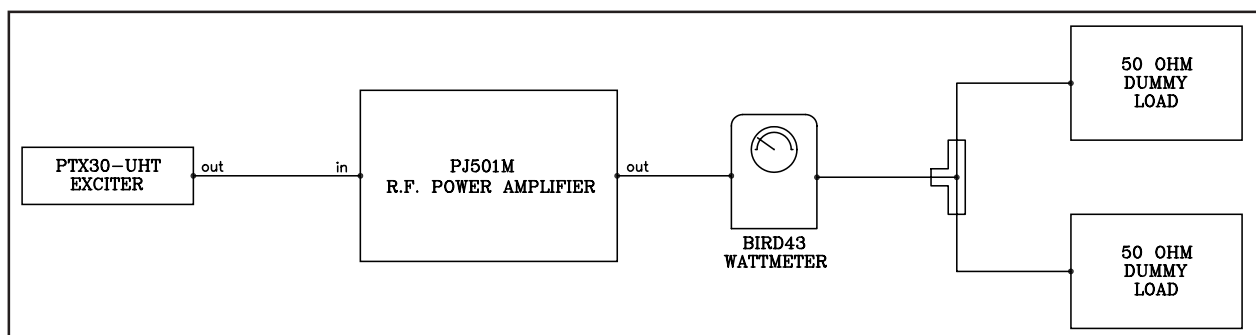 PTX30-UHT
EXCITER
out
in
PJ501M
R.F. POWER AMPLIFIER
out
BIRD43
WATTMETER
50 OHM
DUMMY
LOAD
50 OHM
DUMMY
LOAD